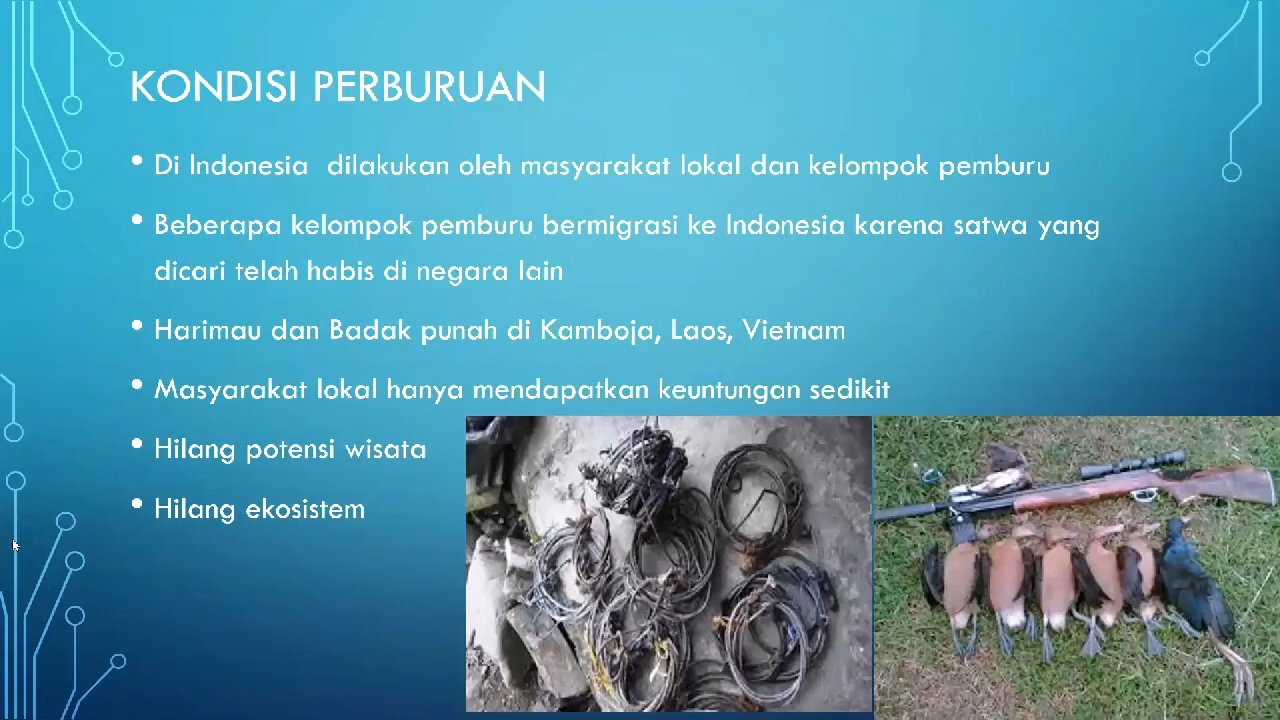 KONDISI PERBURUAN
• Di Indonesia  dilakukan oleh masyarakat lokal dan kelompok pemburu
• Beberapa kelompok pemburu bermigrasi ke Indonesia karena satwa yang
dicari telah habis di negara lain
• Harimau dan Badak punah di Kamboja, Laos, Vietnam
• Masyarakat lokal hanya mendapatkan keuntungan sedikit
• Hilang potensi wisata
• Hilang ekosistem